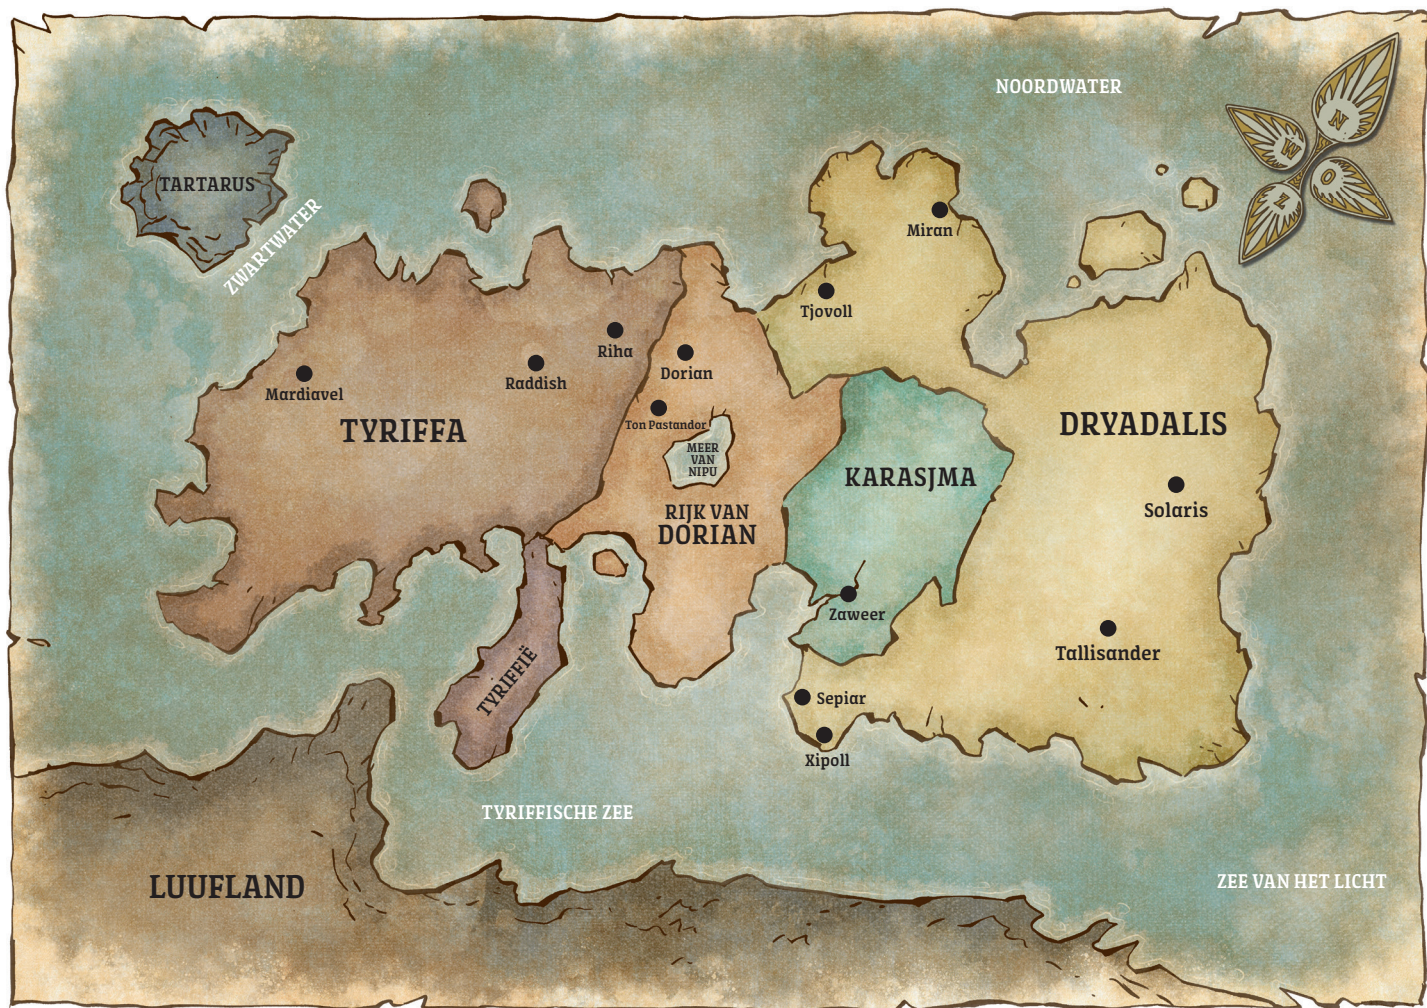 NOORDWATER
N
W
O
Z
TARTARUS
ZWARTWATER
Miran
Tjovoll
Riha
Raddish
Dorian
Mardiavel
Ton Pastandor
TYRIFFA
DRYADALIS
MEER
VAN
NIPU
KARASJMA
Solaris
RIJK VAN
DORIAN
Zaweer
Tallisander
TYRIFFIË
Sepiar
Xipoll
TYRIFFISCHE ZEE
LUUFLAND
ZEE VAN HET LICHT